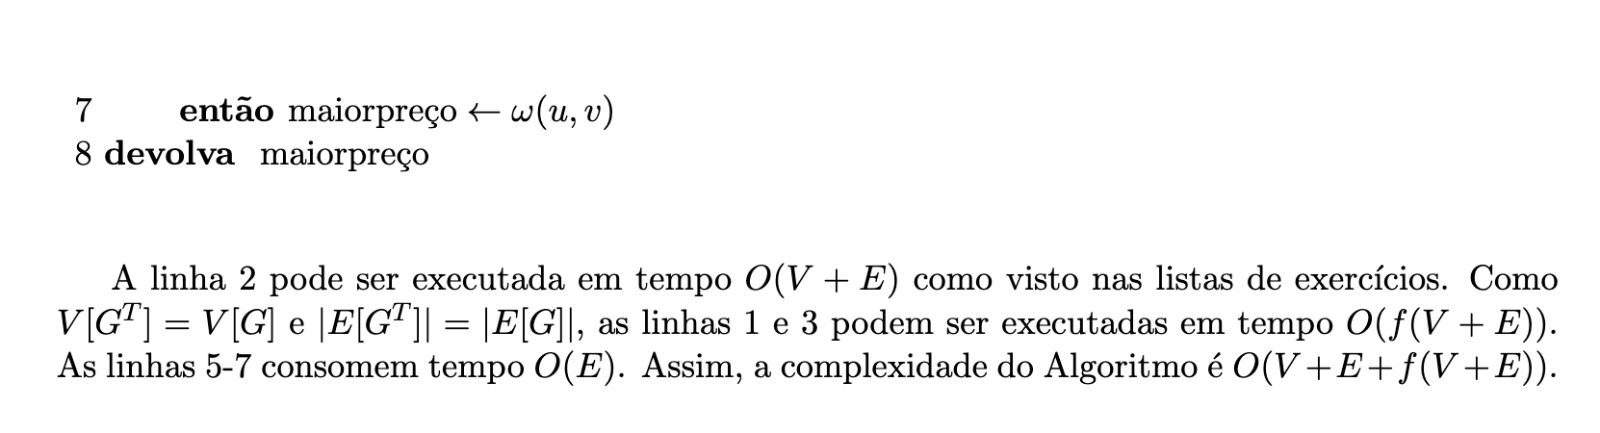 7 então maiorpreço ← ω(u, v)
8 devolva maiorpreço
A linha 2 pode ser executada em tempo O(V + E) como visto nas listas de exercícios. Como
V[Gᵀ] = V[G] e |E[Gᵀ]| = |E[G]|, as linhas 1 e 3 podem ser executadas em tempo O(f(V + E)).
As linhas 5-7 consomem tempo O(E). Assim, a complexidade do Algoritmo é O(V+E+f(V+E)).